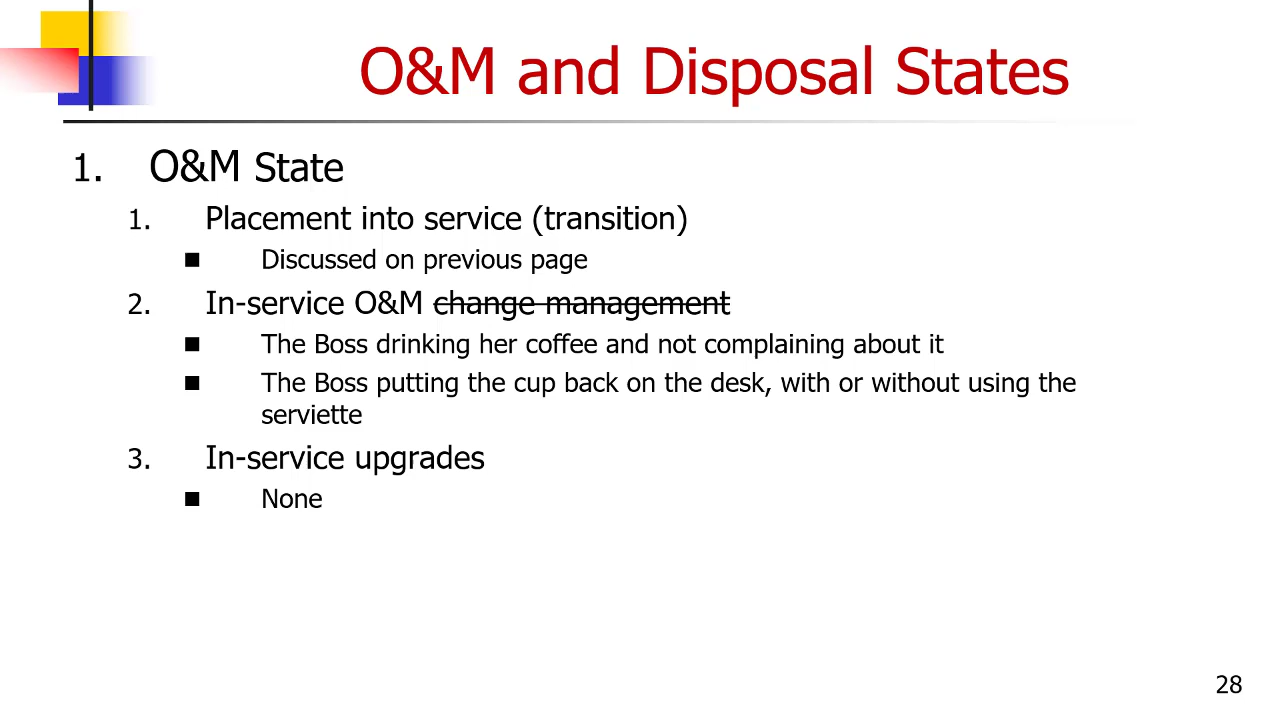 O&M and Disposal States
1. O&M State
1. Placement into service (transition)
■ Discussed on previous page
2. In-service O&M change management
■ The Boss drinking her coffee and not complaining about it
■ The Boss putting the cup back on the desk, with or without using the
serviette
3. In-service upgrades
■ None
28